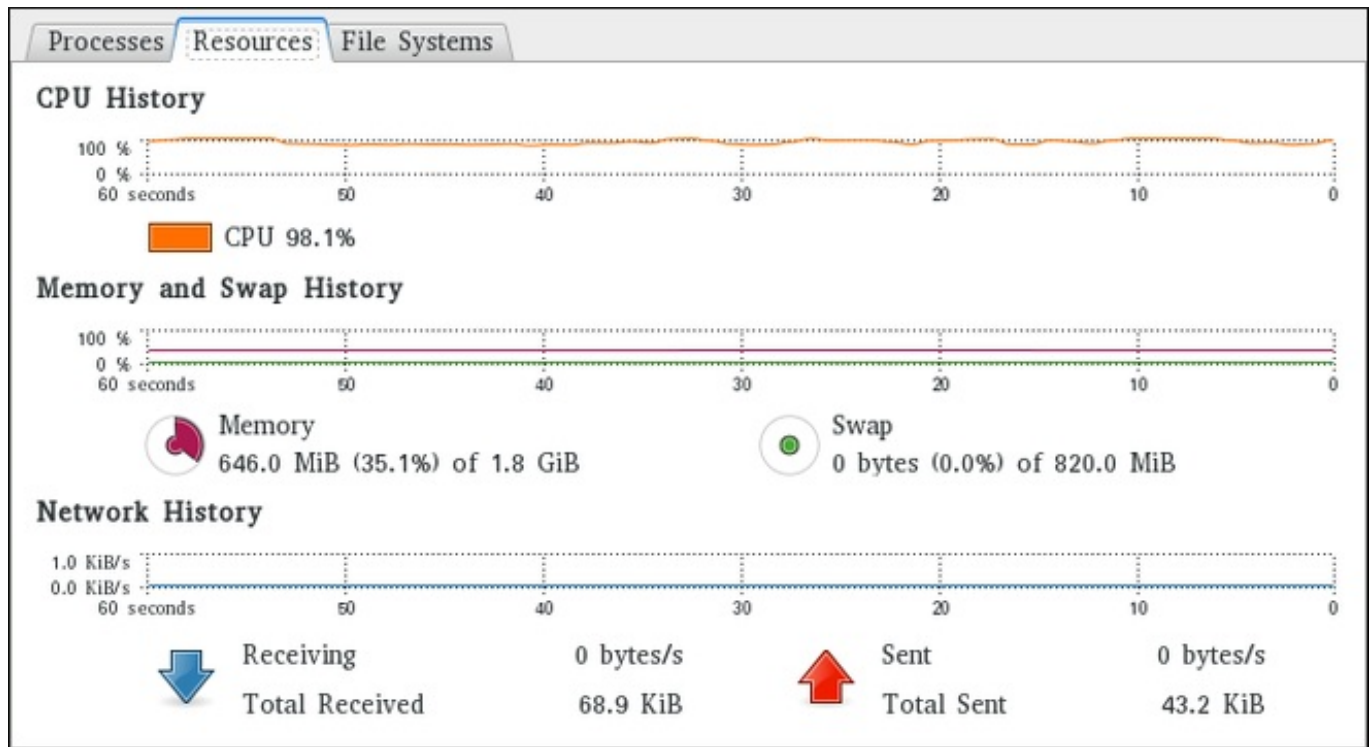 Processes Resources File Systems
CPU History
100 %
0 %
60 seconds 50 40 30 20 10 0
CPU 98.1%
Memory and Swap History
100 %
0 %
60 seconds 50 40 30 20 10 0
Memory Swap
646.0 MiB (35.1%) of 1.8 GiB 0 bytes (0.0%) of 820.0 MiB
Network History
1.0 KiB/s
0.0 KiB/s
60 seconds 50 40 30 20 10 0
Receiving 0 bytes/s Sent 0 bytes/s
Total Received 68.9 KiB Total Sent 43.2 KiB